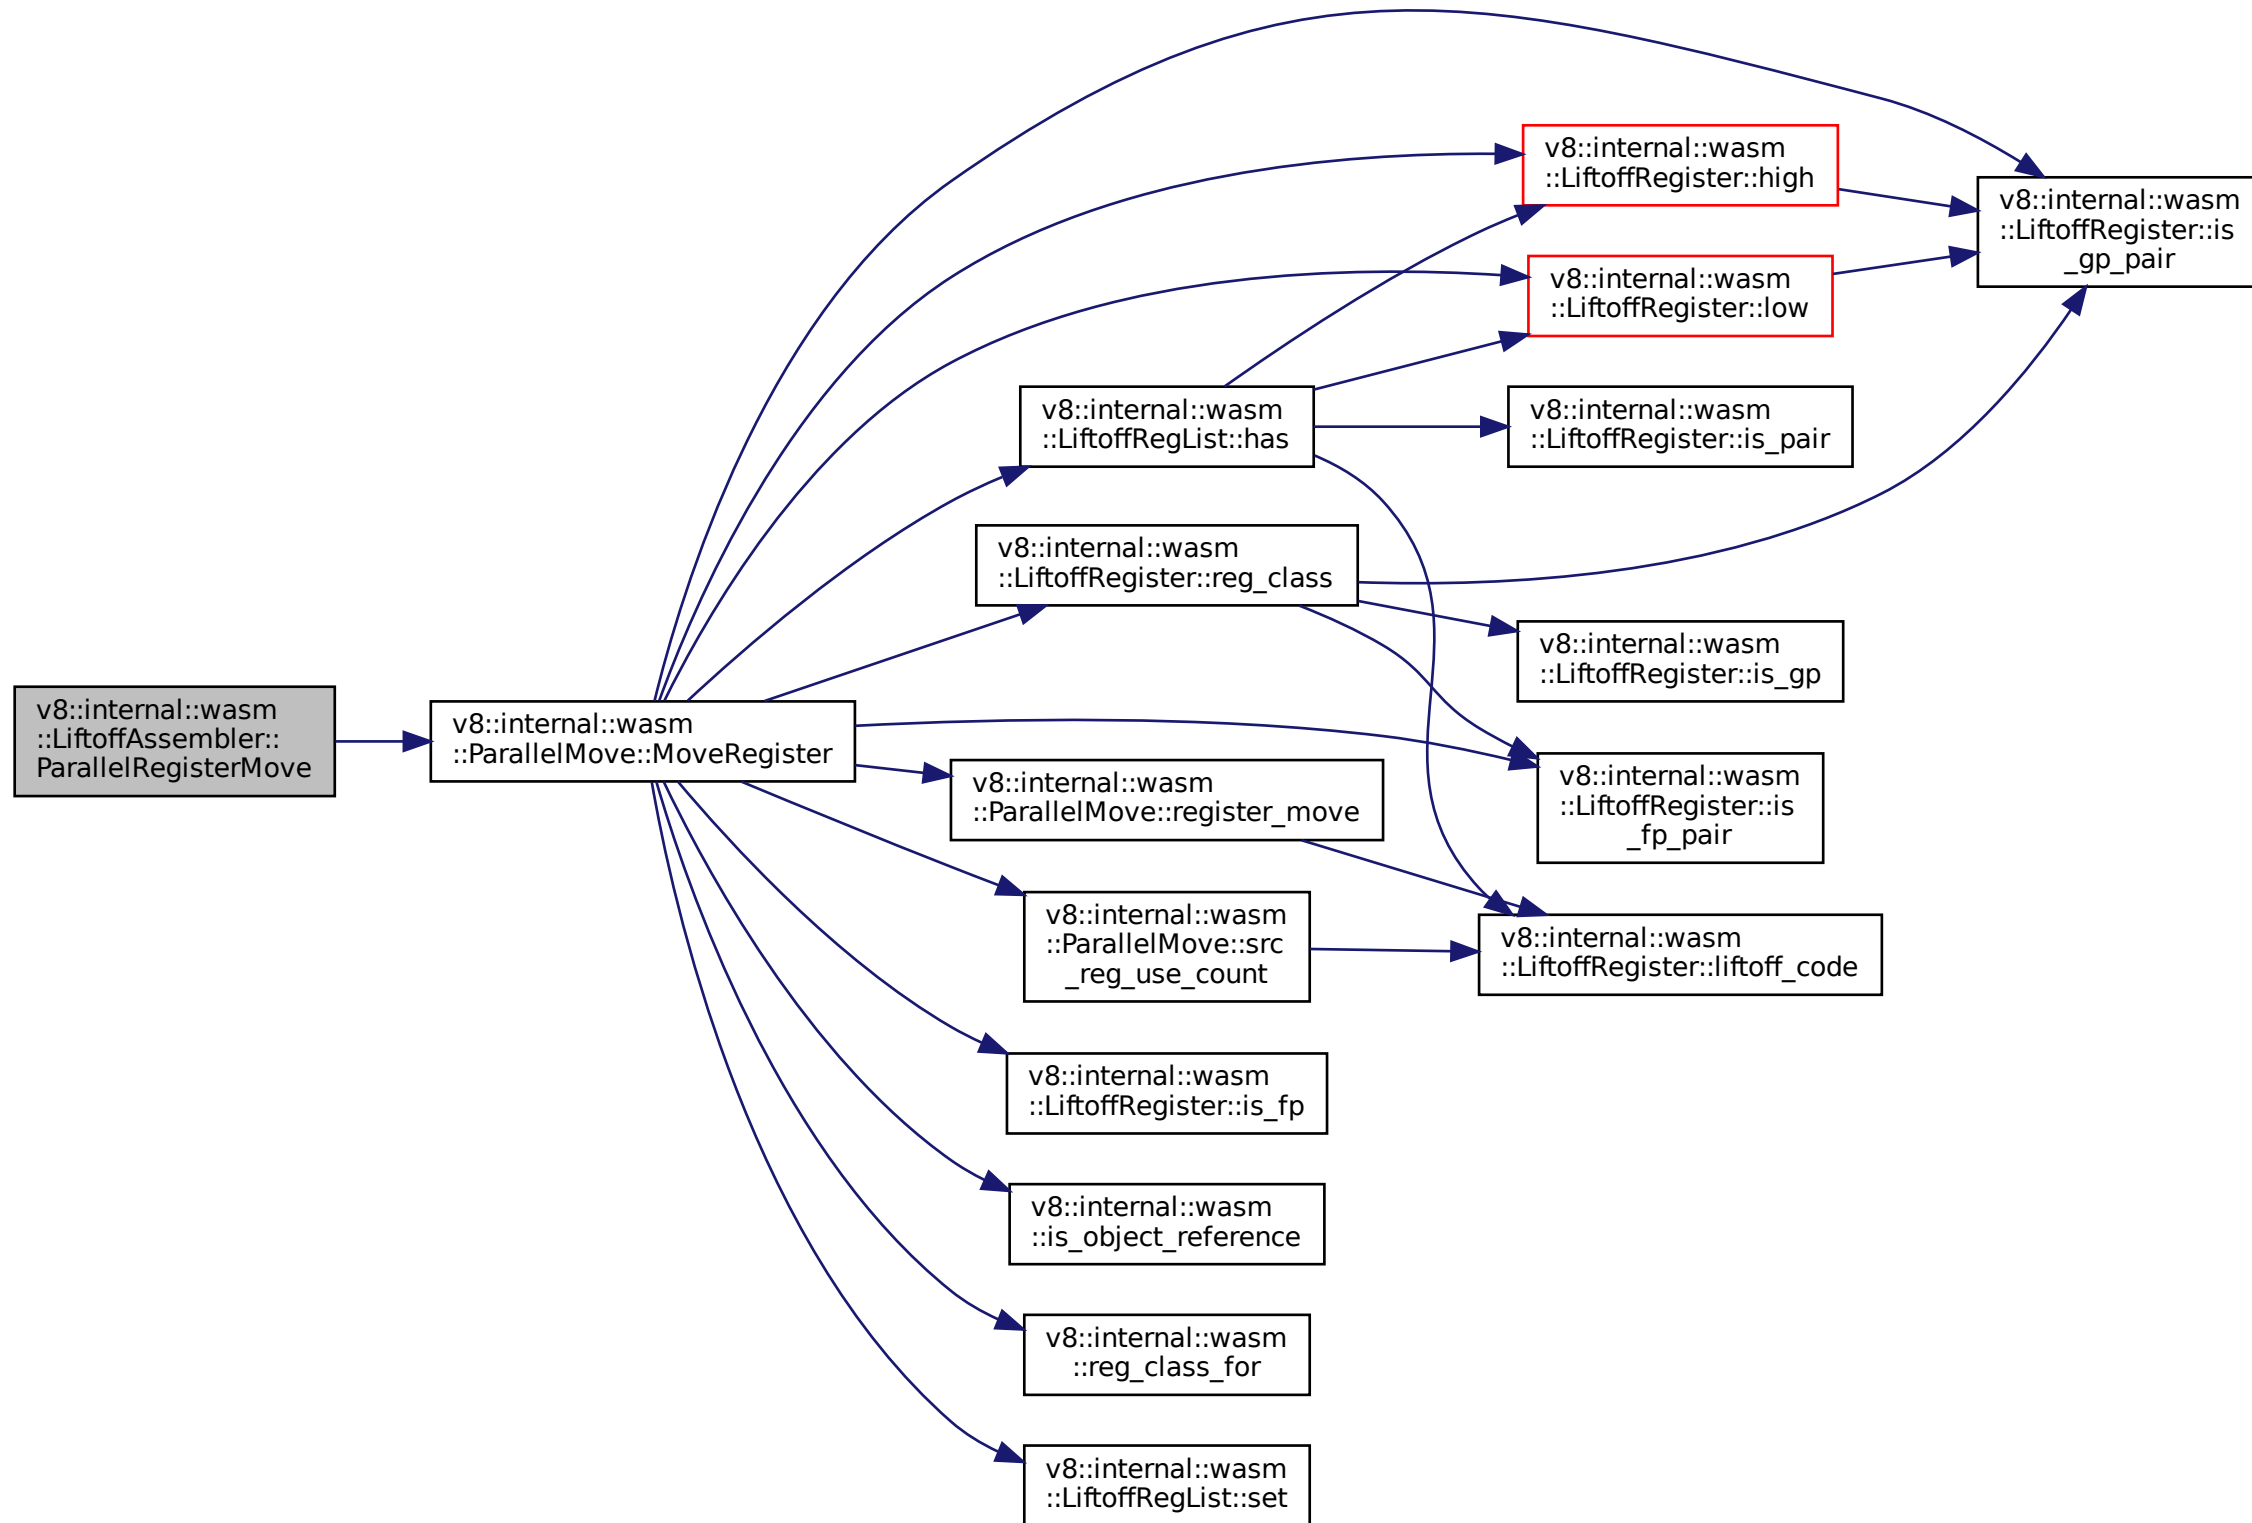 v8::internal::wasm
::LiftoffAssembler::
ParallelRegisterMove
v8::internal::wasm
::ParallelMove::MoveRegister
v8::internal::wasm
::LiftoffRegister::high
v8::internal::wasm
::LiftoffRegister::is
_gp_pair
v8::internal::wasm
::LiftoffRegister::low
v8::internal::wasm
::LiftoffRegList::has
v8::internal::wasm
::LiftoffRegister::is_pair
v8::internal::wasm
::LiftoffRegister::reg_class
v8::internal::wasm
::LiftoffRegister::is_gp
v8::internal::wasm
::LiftoffRegister::is
_fp_pair
v8::internal::wasm
::ParallelMove::register_move
v8::internal::wasm
::ParallelMove::src
_reg_use_count
v8::internal::wasm
::LiftoffRegister::liftoff_code
v8::internal::wasm
::LiftoffRegister::is_fp
v8::internal::wasm
::is_object_reference
v8::internal::wasm
::reg_class_for
v8::internal::wasm
::LiftoffRegList::set